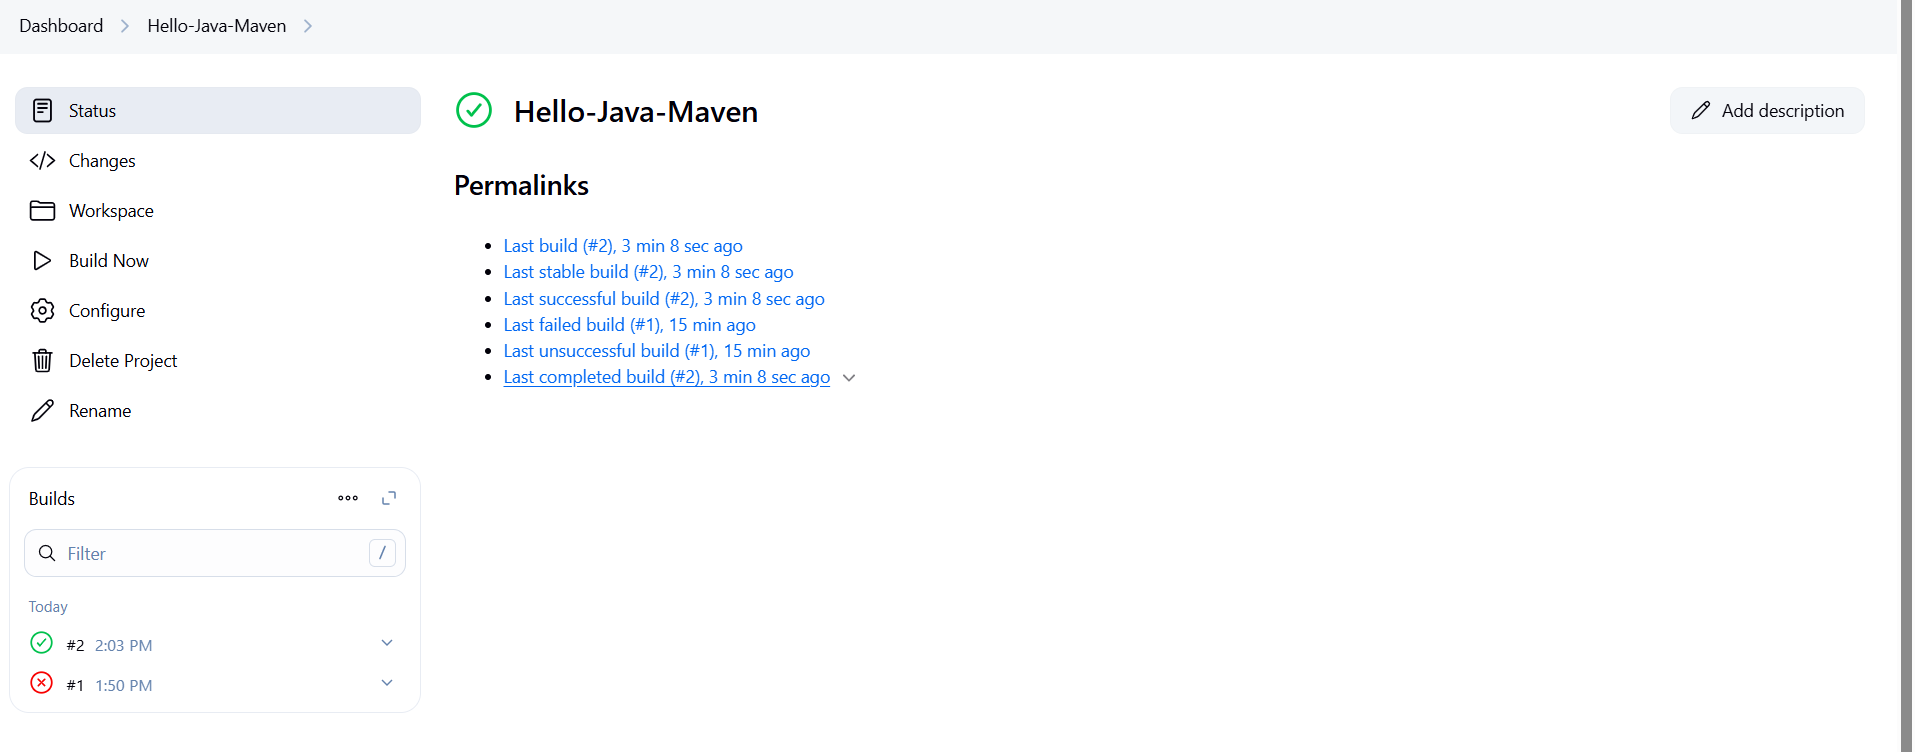 Dashboard
Hello-Java-Maven
Status
Changes
Workspace
Build Now
Configure
Delete Project
Rename
Builds
Filter /
Today
#2 2:03 PM
#1 1:50 PM
Hello-Java-Maven
Add description
Permalinks
Last build (#2), 3 min 8 sec ago
Last stable build (#2), 3 min 8 sec ago
Last successful build (#2), 3 min 8 sec ago
Last failed build (#1), 15 min ago
Last unsuccessful build (#1), 15 min ago
Last completed build (#2), 3 min 8 sec ago